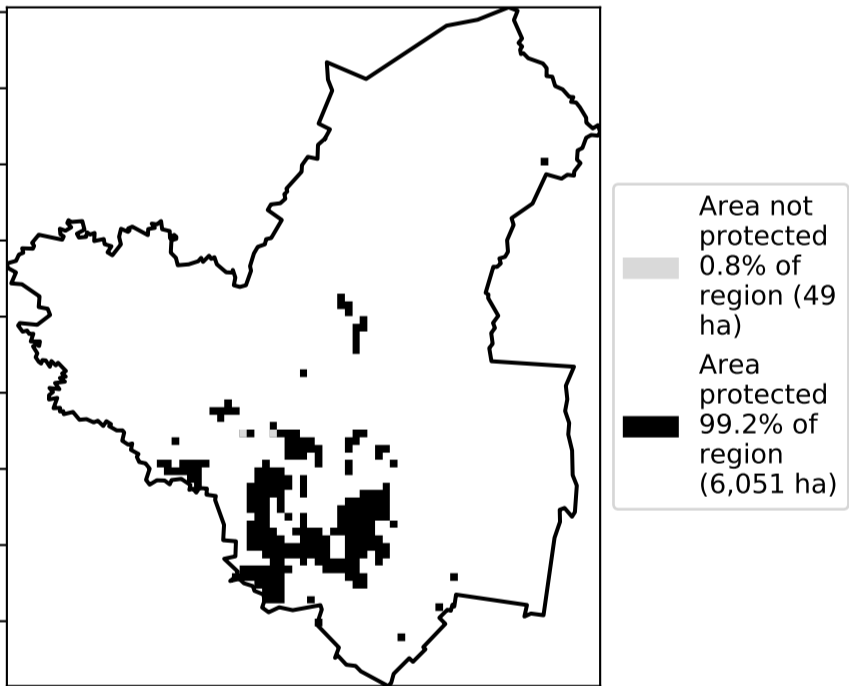 Area not
protected
0.8% of
region (49
ha)
Area
protected
99.2% of
region
(6,051 ha)